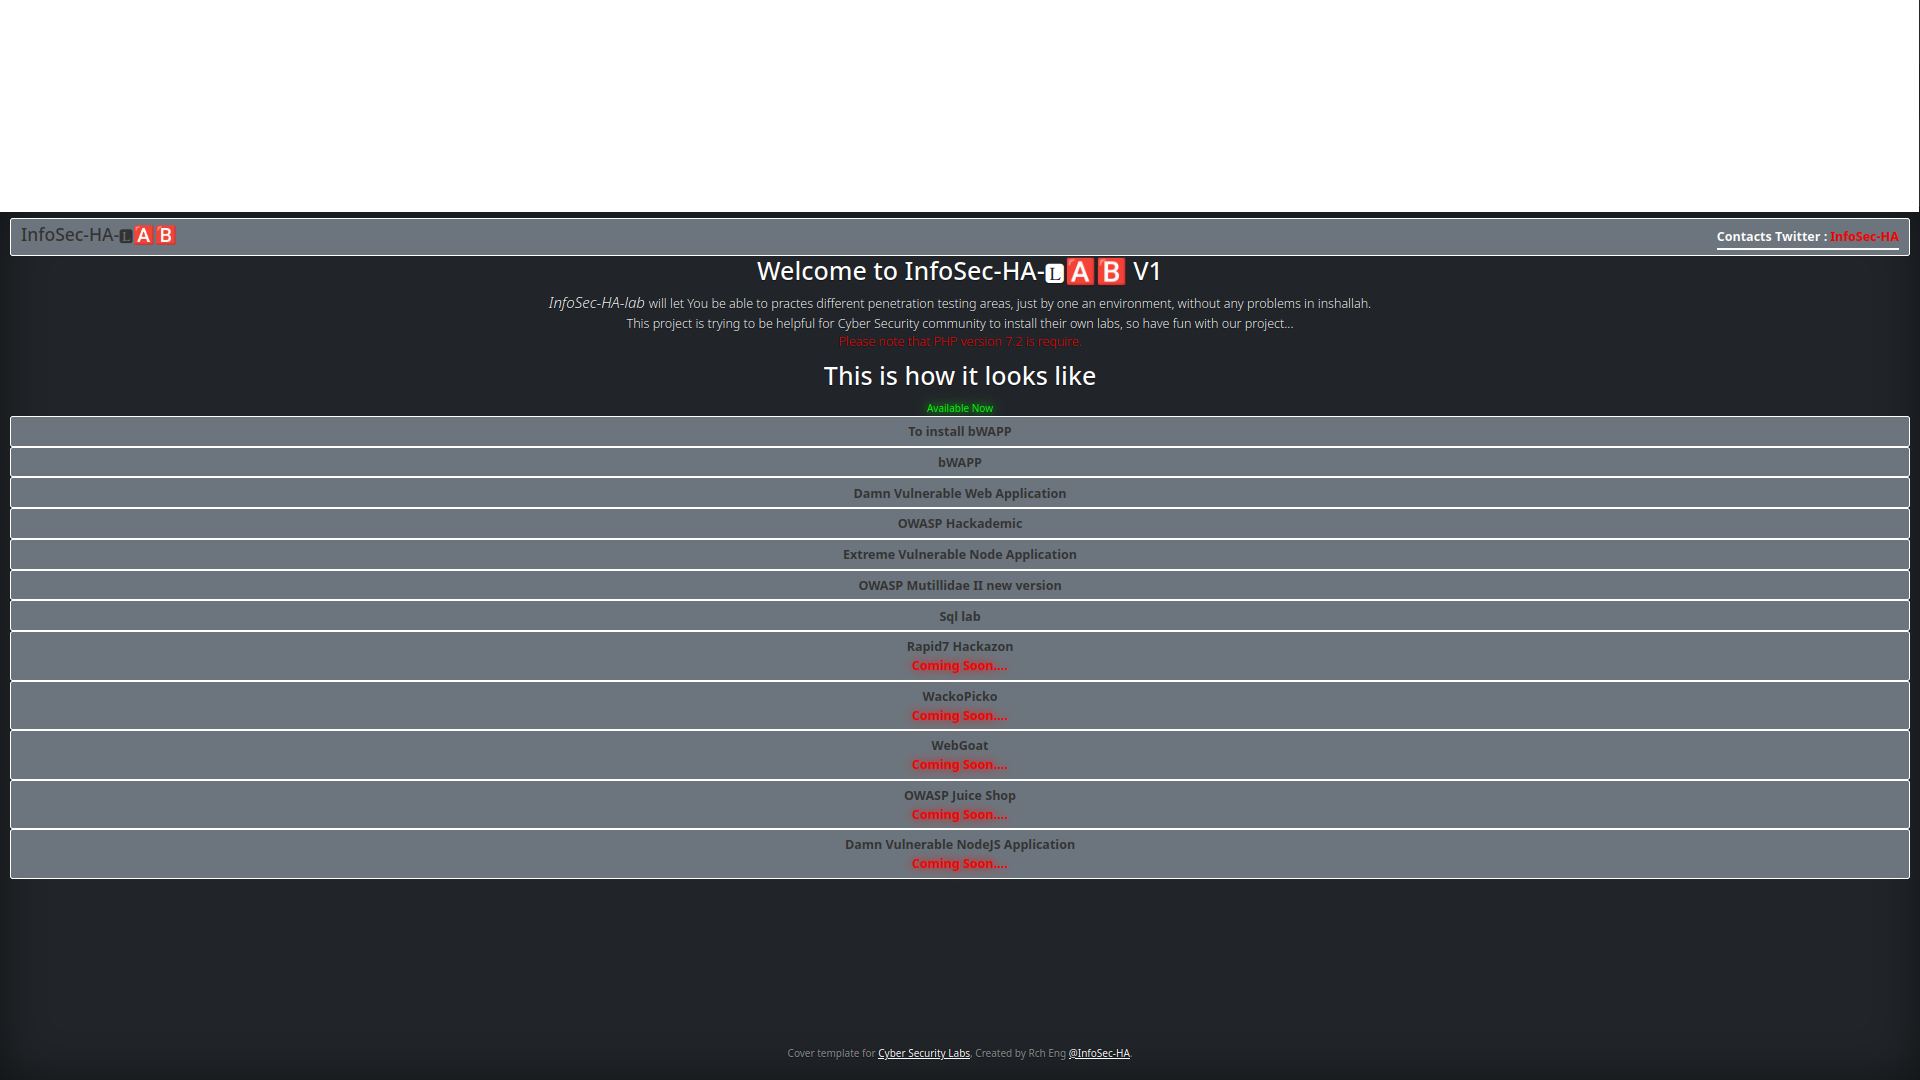 InfoSec-HA-🅻🅰🅱
Contacts Twitter : InfoSec-HA
Welcome to InfoSec-HA-🅻🅰🅱 V1
InfoSec-HA-lab will let You be able to practes different penetration testing areas, just by one an environment, without any problems in inshallah.
This project is trying to be helpful for Cyber Security community to install their own labs, so have fun with our project...
Please note that PHP version 7.2 is require.
This is how it looks like
Available Now
To install bWAPP
bWAPP
Damn Vulnerable Web Application
OWASP Hackademic
Extreme Vulnerable Node Application
OWASP Mutillidae II new version
Sql lab
Rapid7 Hackazon
Coming Soon....
WackoPicko
Coming Soon....
WebGoat
Coming Soon....
OWASP Juice Shop
Coming Soon....
Damn Vulnerable NodeJS Application
Coming Soon....
Cover template for Cyber Security Labs. Created by Rch Eng @InfoSec-HA.